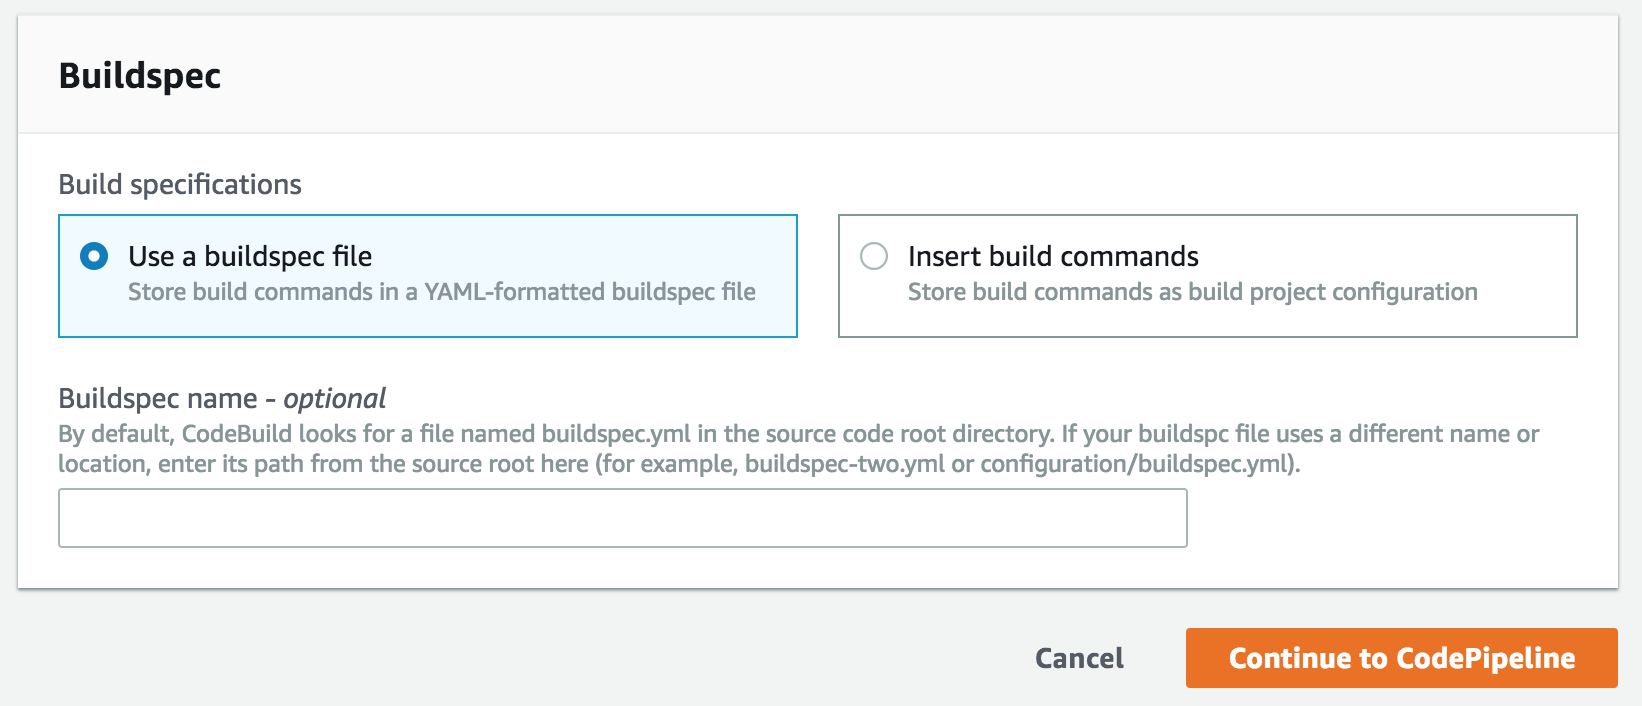 Buildspec
Build specifications
Use a buildspec file
Store build commands in a YAML-formatted buildspec file
Insert build commands
Store build commands as build project configuration
Buildspec name - optional
By default, CodeBuild looks for a file named buildspec.yml in the source code root directory. If your buildspc file uses a different name or
location, enter its path from the source root here (for example, buildspec-two.yml or configuration/buildspec.yml).
Cancel
Continue to CodePipeline